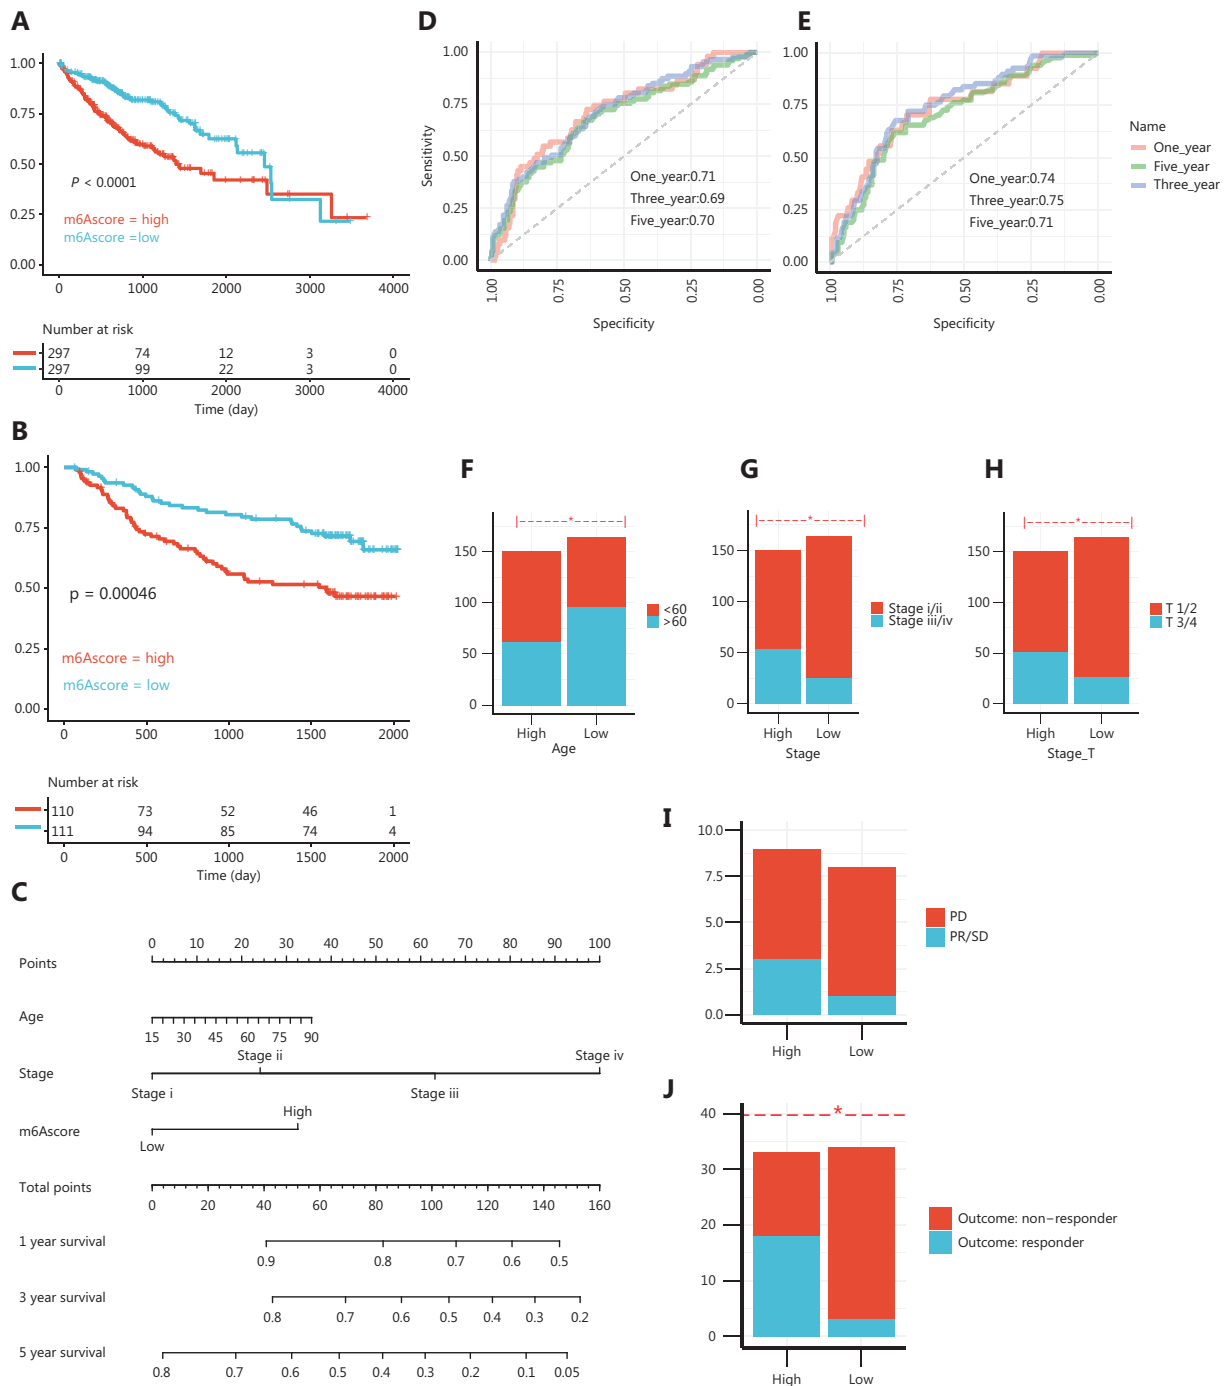 A
1.00
0.75
0.50
0.25
0.00
P < 0.0001
m6Ascore = high
m6Ascore =low
0 1000 2000 3000 4000
Number at risk
297 74 12 3 0
297 99 22 3 0
0 1000 2000 3000 4000
Time (day)
D
1.00
0.75
0.50
0.25
0.00
Sensitivity
One_year:0.71
Three_year:0.69
Five_year:0.70
1.00 0.75 0.50 0.25 0.00
Specificity
E
1.00
0.75
0.50
0.25
0.00
One_year:0.74
Three_year:0.75
Five_year:0.71
1.00 0.75 0.50 0.25 0.00
Specificity
Name
One_year
Five_year
Three_year
B
1.00
0.75
0.50
0.25
0.00
p = 0.00046
m6Ascore = high
m6Ascore = low
0 500 1000 1500 2000
Number at risk
110 73 52 46 1
111 94 85 74 4
0 500 1000 1500 2000
Time (day)
F
*
150
100
50
0
High Low
Age
<60
>60
G
*
150
100
50
0
High Low
Stage
Stage i/ii
Stage iii/iv
H
*
150
100
50
0
High Low
Stage_T
T 1/2
T 3/4
C
0 10 20 30 40 50 60 70 80 90 100
Points
Age
15 30 45 60 75 90
Stage ii Stage iv
Stage
Stage i Stage iii
High
m6Ascore
Low
Total points
0 20 40 60 80 100 120 140 160
1 year survival
0.9 0.8 0.7 0.6 0.5
3 year survival
0.8 0.7 0.6 0.5 0.4 0.3 0.2
5 year survival
0.8 0.7 0.6 0.5 0.4 0.3 0.2 0.1 0.05
I
10.0
7.5
5.0
2.5
0.0
High Low
PD
PR/SD
J
*
40
30
20
10
0
High Low
Outcome: non−responder
Outcome: responder